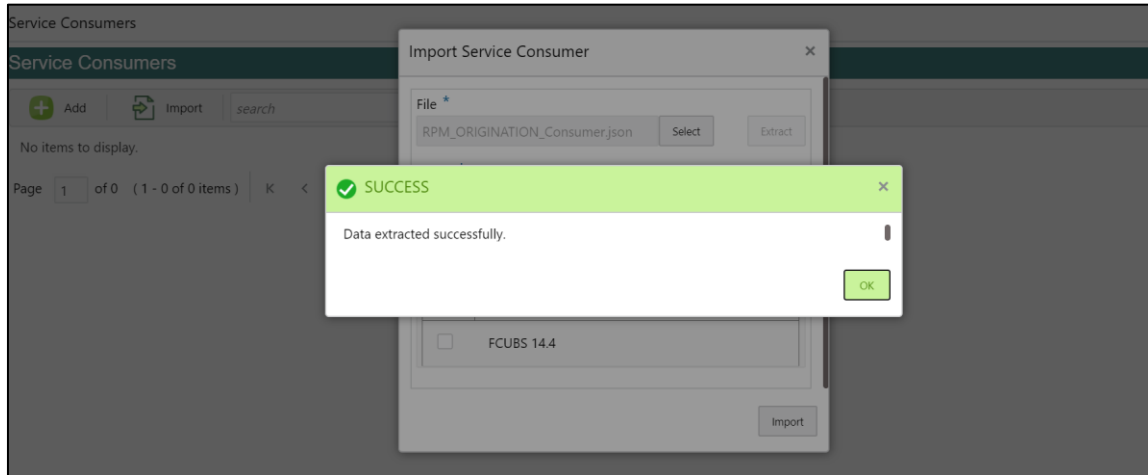 Service Consumers
Service Consumers
Add
Import
search
No items to display.
Page 1 of 0 ( 1 - 0 of 0 items ) K <
Import Service Consumer ×
File *
RPM_ORIGINATION_Consumer.json Select Extract
SUCCESS ×
Data extracted successfully.
OK
FCUBS 14.4
Import